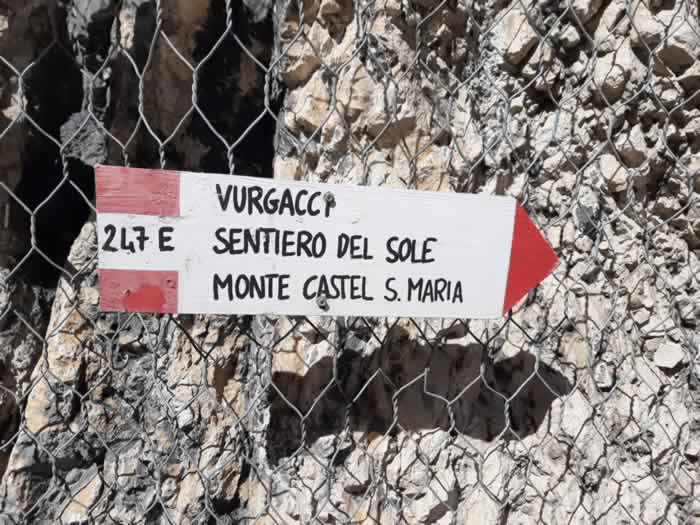 VURGACCI
247 E
SENTIERO DEL SOLE
MONTE CASTEL S. MARIA